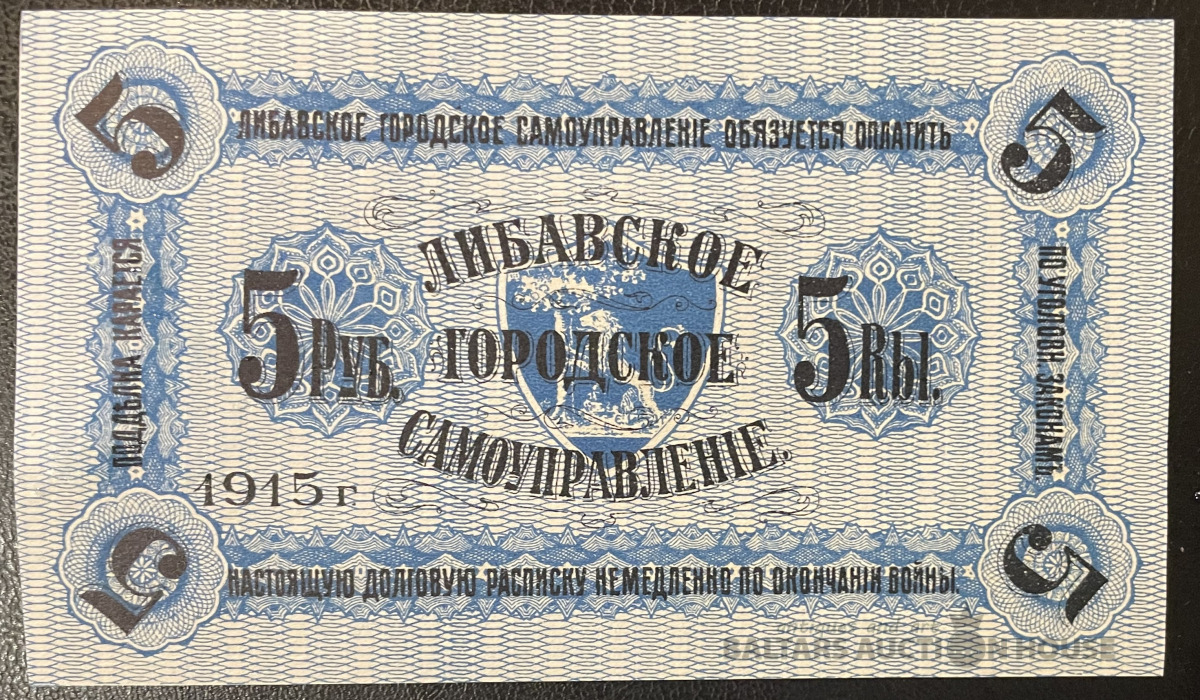 5
5
ЛИБАВСКОЕ ГОРОДСКОЕ САМОУПРАВЛЕНІЕ ОБЯЗУЕТСЯ ОПЛАТИТЬ
ПОДДѢЛКА КАРАЕТСЯ
ПО УГОЛОВН. ЗАКОНАМЪ.
ЛИБАВСКОЕ
ГОРОДСКОЕ
САМОУПРАВЛЕНІЕ.
5 РУБ.
5 Rbl.
1915 г.
НАСТОЯЩУЮ ДОЛГОВУЮ РАСПИСКУ НЕМЕДЛЕННО ПО ОКОНЧАНІИ ВОЙНЫ.
5
5
BALTARS AUCTION HOUSE